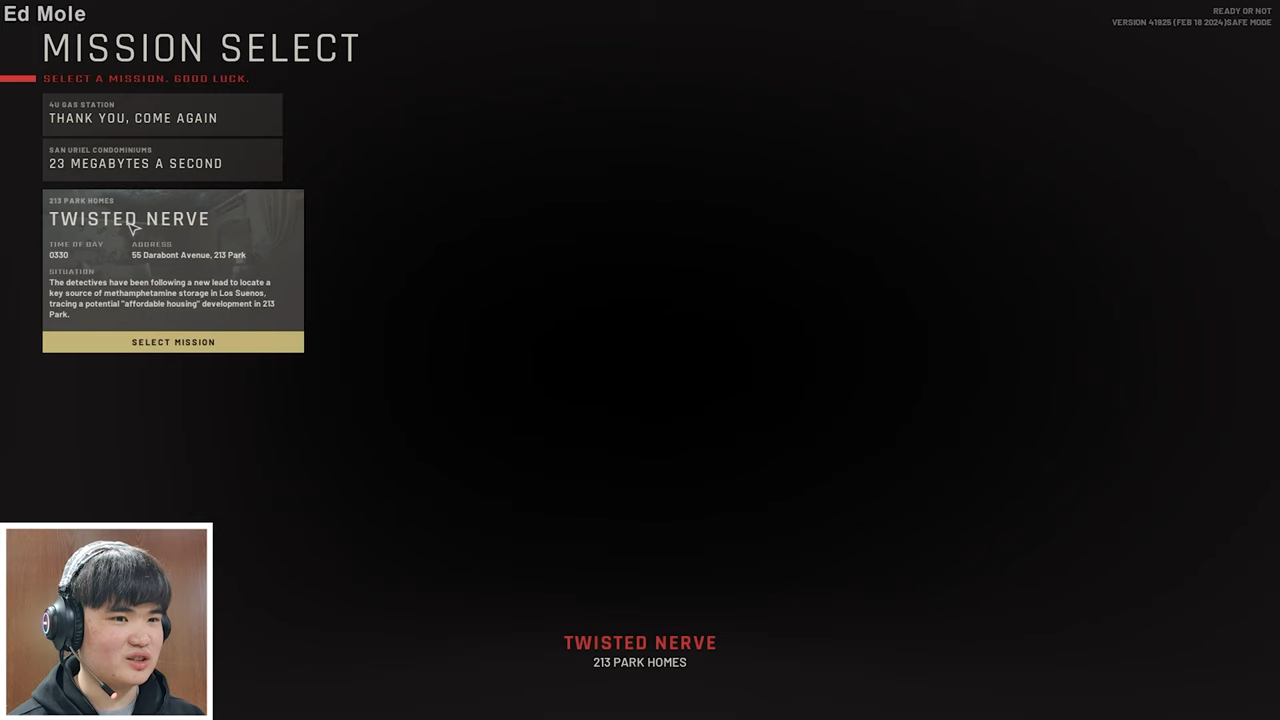 Ed Mole
READY OR NOT
VERSION 41925 (FEB 18 2024)SAFE MODE
MISSION SELECT
SELECT A MISSION. GOOD LUCK.
4U GAS STATION
THANK YOU, COME AGAIN
SAN URIEL CONDOMINIUMS
23 MEGABYTES A SECOND
213 PARK HOMES
TWISTED NERVE
TIME OF DAY
0330
ADDRESS
55 Darabont Avenue, 213 Park
SITUATION
The detectives have been following a new lead to locate a
key source of methamphetamine storage in Los Suenos,
tracing a potential "affordable housing" development in 213
Park.
SELECT MISSION
TWISTED NERVE
213 PARK HOMES